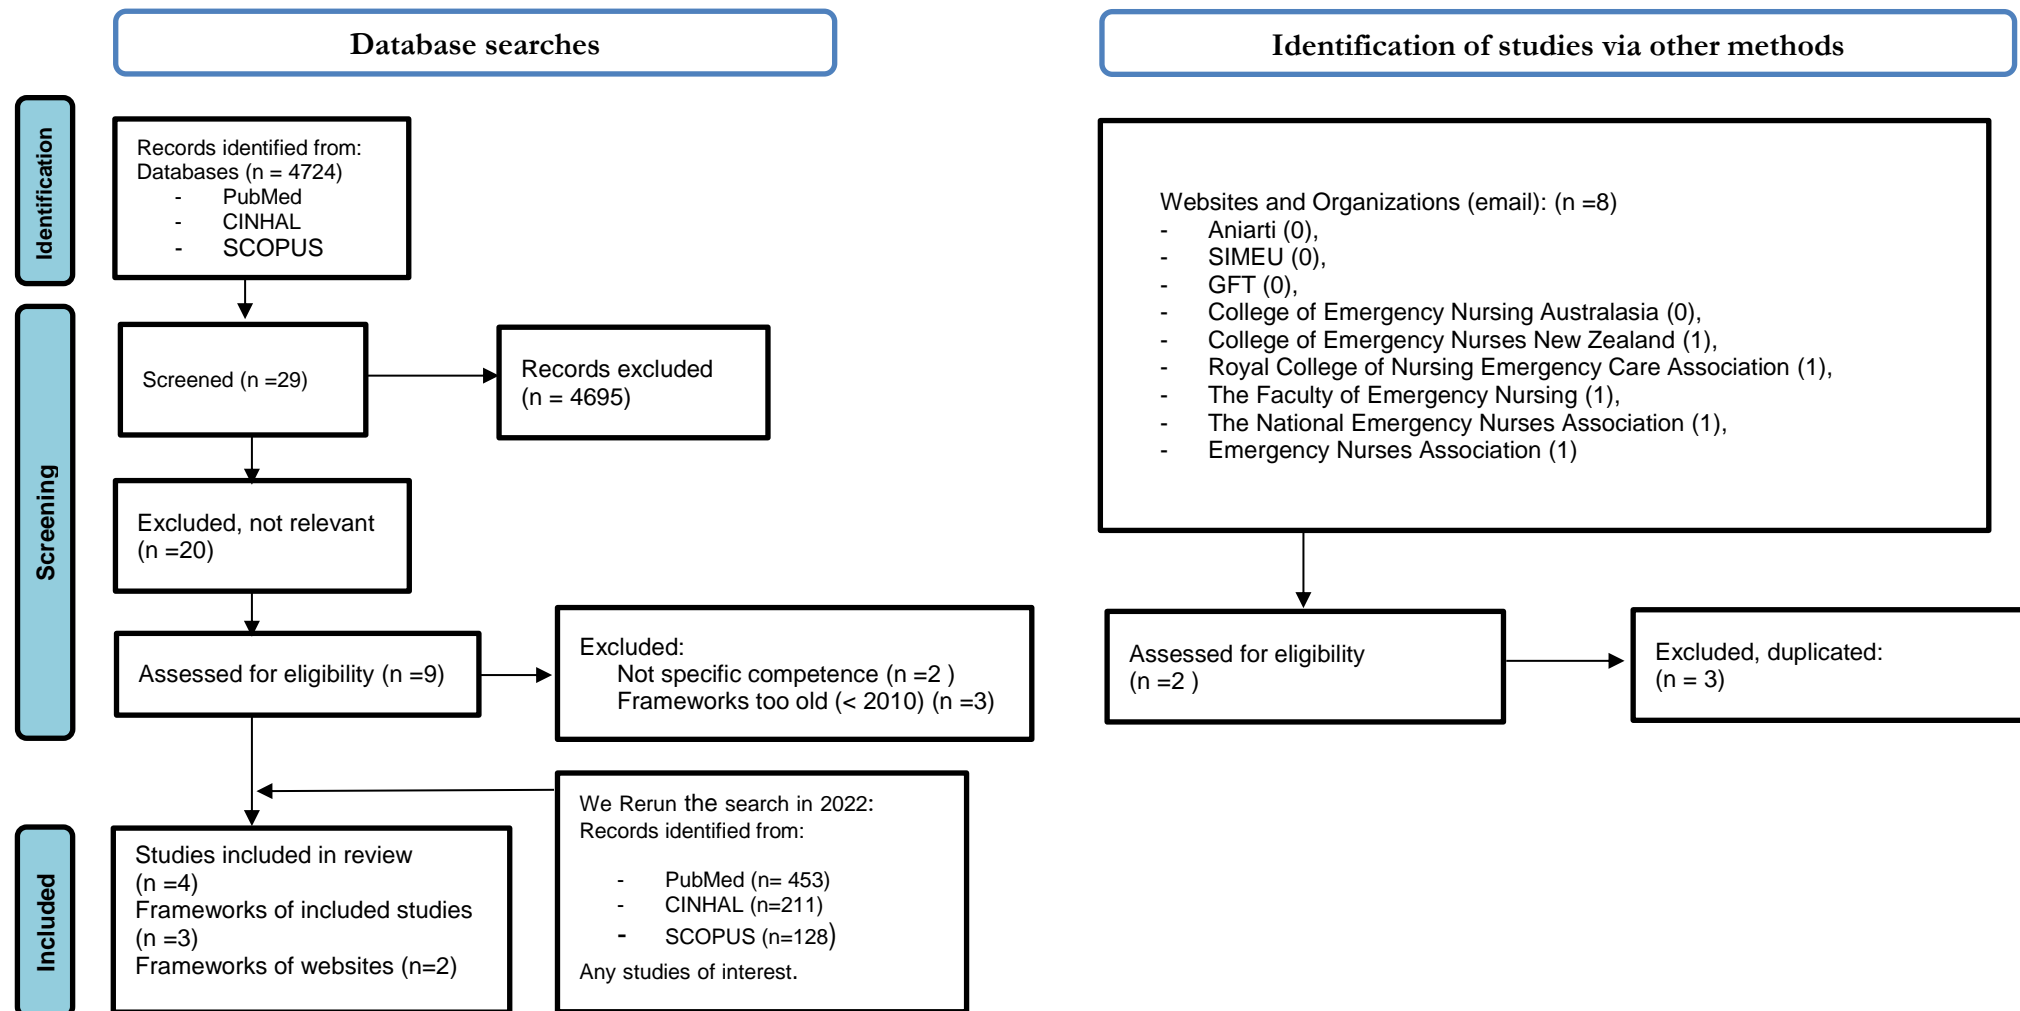 Database searches
Identification of studies via other methods
Identification
Records identified from:
Databases (n = 4724)
- PubMed
- CINHAL
- SCOPUS
Websites and Organizations (email): (n =8)
- Aniarti (0),
- SIMEU (0),
- GFT (0),
- College of Emergency Nursing Australasia (0),
- College of Emergency Nurses New Zealand (1),
- Royal College of Nursing Emergency Care Association (1),
- The Faculty of Emergency Nursing (1),
- The National Emergency Nurses Association (1),
- Emergency Nurses Association (1)
Screening
Screened (n =29)
Records excluded
(n = 4695)
Excluded, not relevant
(n =20)
Assessed for eligibility (n =9)
Excluded:
Not specific competence (n =2 )
Frameworks too old (< 2010) (n =3)
Assessed for eligibility
(n =2 )
Excluded, duplicated:
(n = 3)
Included
Studies included in review
(n =4)
Frameworks of included studies
(n =3)
Frameworks of websites (n=2)
We Rerun the search in 2022:
Records identified from:
- PubMed (n= 453)
- CINHAL (n=211)
- SCOPUS (n=128)
Any studies of interest.